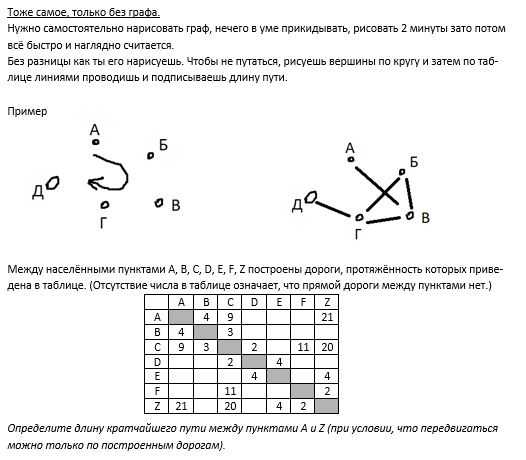 Тоже самое, только без графа.
Нужно самостоятельно нарисовать граф, нечего в уме прикидывать, рисовать 2 минуты зато потом
всё быстро и наглядно считается.
Без разницы как ты его нарисуешь. Чтобы не путаться, рисуешь вершины по кругу и затем по таб-
лице линиями проводишь и подписываешь длину пути.
Пример
А Б В Г Д
А Б В Г Д
Между населёнными пунктами A, B, C, D, E, F, Z построены дороги, протяжённость которых приве-
дена в таблице. (Отсутствие числа в таблице означает, что прямой дороги между пунктами нет.)
A B C D E F Z
A 4 9 21
B 4 3
C 9 3 2 11 20
D 2 4
E 4 4
F 11 2
Z 21 20 4 2
Определите длину кратчайшего пути между пунктами A и Z (при условии, что передвигаться
можно только по построенным дорогам).